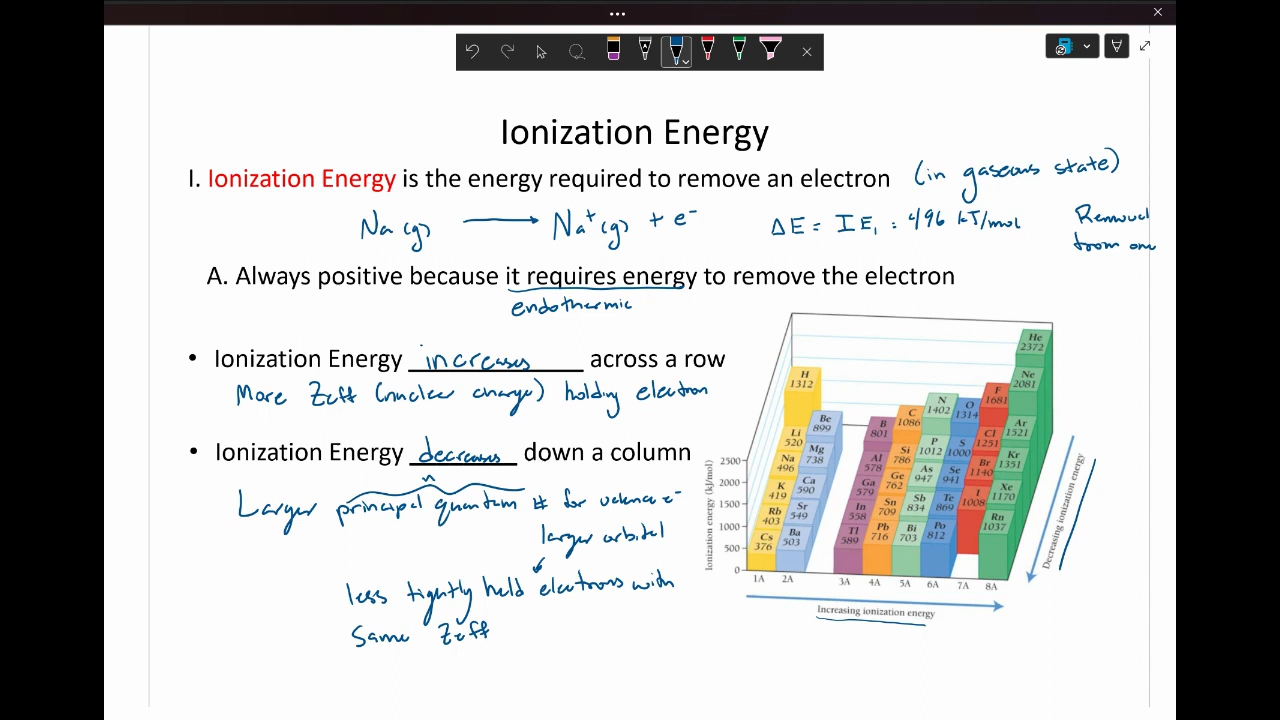 Ionization Energy
I. Ionization Energy is the energy required to remove an electron (in gaseous state)
Na(g) → Na⁺(g) + e⁻ ΔE = IE₁ = 496 kJ/mol Removal
from one
A. Always positive because it requires energy to remove the electron
endothermic
• Ionization Energy increases across a row
More Zeff (nuclear charge) holding electron
• Ionization Energy decreases down a column
n
Larger principal quantum # for valence e⁻
larger orbital
less tightly held electrons with
same Zeff
He
2372
H
1312
Ne
2081
F
1681
N
1402
O
1314
C
1086
B
801
Be
899
Li
520
Ar
1521
Cl
1251
S
1000
P
1012
Si
786
Al
578
Mg
738
Na
496
Kr
1351
Br
1140
Se
941
As
947
Ge
762
Ga
579
Ca
590
K
419
Xe
1170
I
1008
Te
869
Sb
834
Sn
709
In
558
Sr
549
Rb
403
Rn
1037
Po
812
Bi
703
Pb
716
Tl
589
Ba
503
Cs
376
2500
2000
1500
1000
500
0
Ionization energy (kJ/mol)
1A 2A 3A 4A 5A 6A 7A 8A
Increasing ionization energy
Decreasing ionization energy